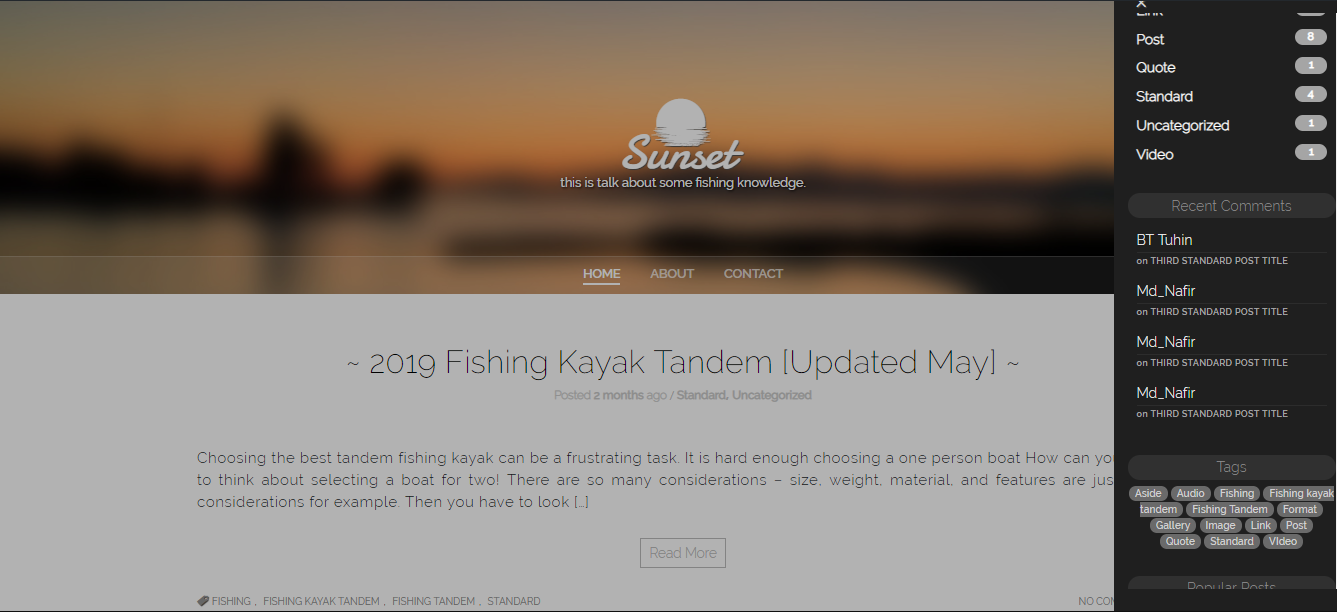 Sunset
this is talk about some fishing knowledge.
HOME ABOUT CONTACT
~ 2019 Fishing Kayak Tandem [Updated May] ~
Posted 2 months ago / Standard, Uncategorized
Choosing the best tandem fishing kayak can be a frustrating task. It is hard enough choosing a one person boat How can you
to think about selecting a boat for two! There are so many considerations – size, weight, material, and features are jus
considerations for example. Then you have to look [...]
Read More
FISHING , FISHING KAYAK TANDEM , FISHING TANDEM , STANDARD
NO COM
×
Link
Post 8
Quote 1
Standard 4
Uncategorized 1
Video 1
Recent Comments
BT Tuhin
on THIRD STANDARD POST TITLE
Md_Nafir
on THIRD STANDARD POST TITLE
Md_Nafir
on THIRD STANDARD POST TITLE
Md_Nafir
on THIRD STANDARD POST TITLE
Tags
Aside Audio Fishing Fishing kayak
tandem Fishing Tandem Format
Gallery Image Link Post
Quote Standard VIdeo
Popular Posts